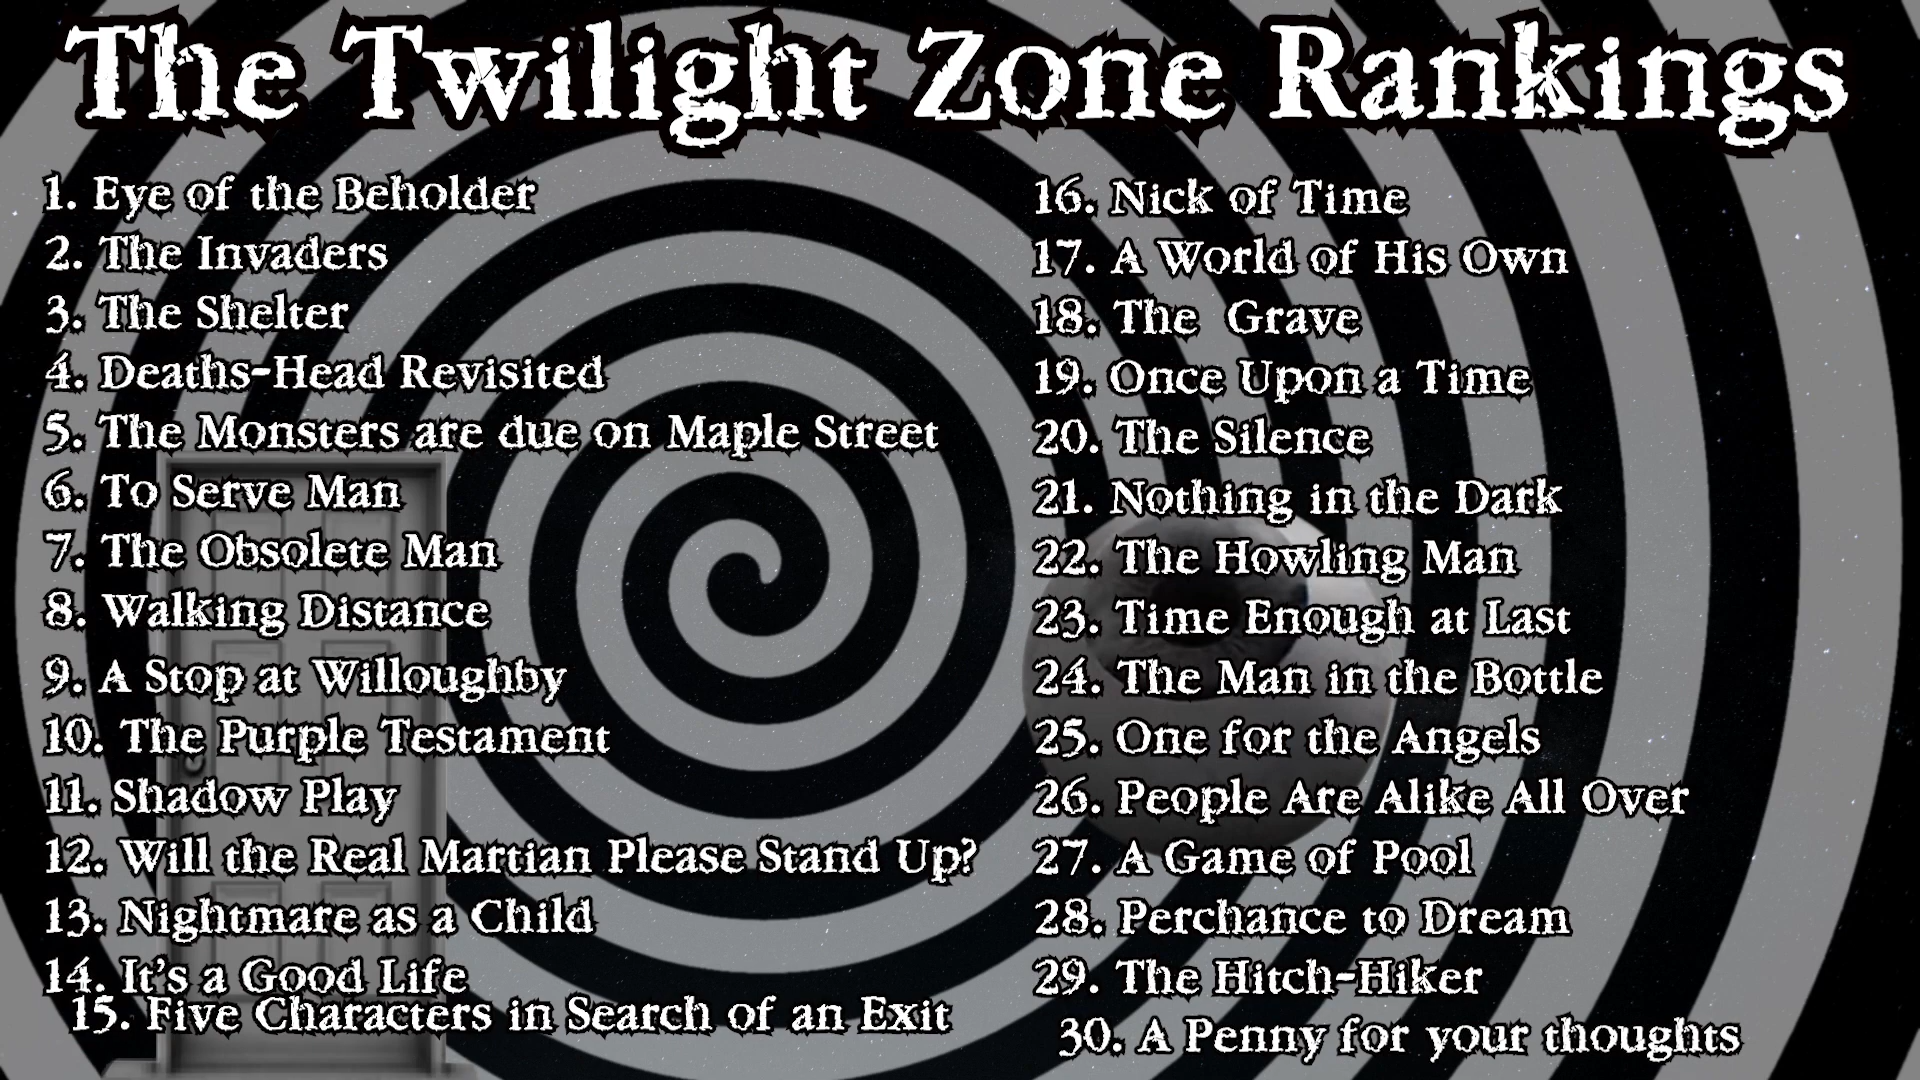 The Twilight Zone Rankings
1. Eye of the Beholder
2. The Invaders
3. The Shelter
4. Deaths-Head Revisited
5. The Monsters are due on Maple Street
6. To Serve Man
7. The Obsolete Man
8. Walking Distance
9. A Stop at Willoughby
10. The Purple Testament
11. Shadow Play
12. Will the Real Martian Please Stand Up?
13. Nightmare as a Child
14. It's a Good Life
15. Five Characters in Search of an Exit
16. Nick of Time
17. A World of His Own
18. The Grave
19. Once Upon a Time
20. The Silence
21. Nothing in the Dark
22. The Howling Man
23. Time Enough at Last
24. The Man in the Bottle
25. One for the Angels
26. People Are Alike All Over
27. A Game of Pool
28. Perchance to Dream
29. The Hitch-Hiker
30. A Penny for your thoughts